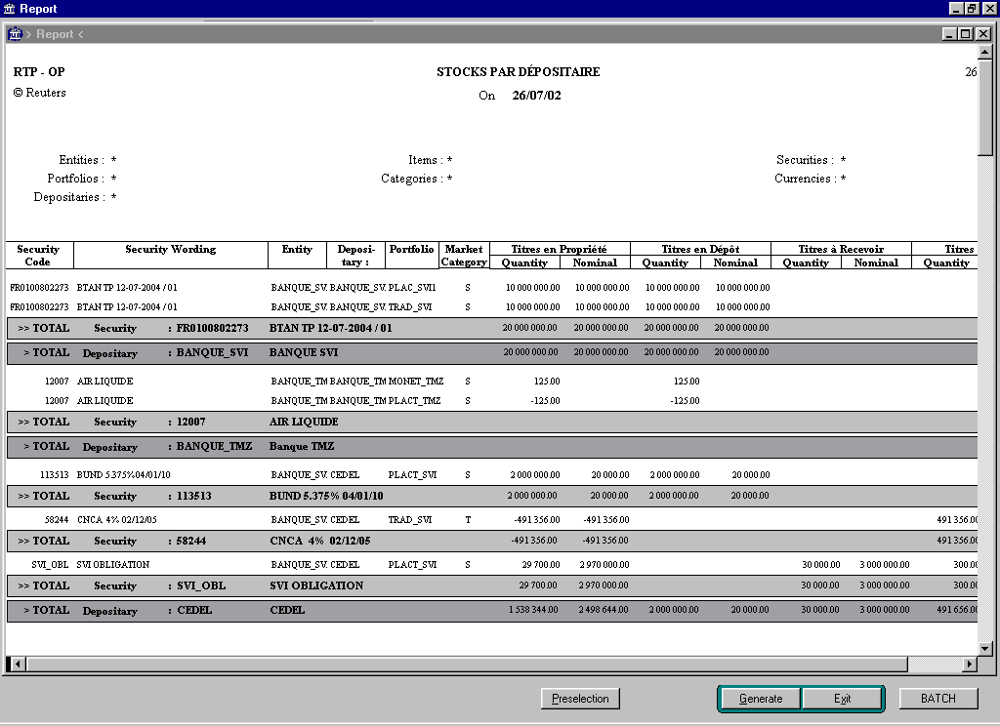 Report
> Report <
RTP - OP STOCKS PAR DÉPOSITAIRE 26
© Reuters On 26/07/02
Entities : * Items : * Securities : *
Portfolios : * Categories : * Currencies : *
Depositaries : *
Security Security Wording Entity Deposi- Portfolio Market Titres en Propriété Titres en Dépôt Titres à Recevoir Titres
Code tary : Category Quantity Nominal Quantity Nominal Quantity Nominal Quantity
FR0100802273 BTAN TP 12-07-2004 / 01 BANQUE_SV BANQUE_SV PLAC_SVI1 S 10 000 000.00 10 000 000.00 10 000 000.00 10 000 000.00
FR0100802273 BTAN TP 12-07-2004 / 01 BANQUE_SV BANQUE_SV TRAD_SVI S 10 000 000.00 10 000 000.00 10 000 000.00 10 000 000.00
>> TOTAL Security : FR0100802273 BTAN TP 12-07-2004 / 01 20 000 000.00 20 000 000.00 20 000 000.00 20 000 000.00
> TOTAL Depositary : BANQUE_SVI BANQUE SVI 20 000 000.00 20 000 000.00 20 000 000.00 20 000 000.00
12007 AIR LIQUIDE BANQUE_TM BANQUE_TM MONET_TMZ S 125.00 125.00
12007 AIR LIQUIDE BANQUE_TM BANQUE_TM PLACT_TMZ S -125.00 -125.00
>> TOTAL Security : 12007 AIR LIQUIDE
> TOTAL Depositary : BANQUE_TMZ Banque TMZ
113513 BUND 5.375% 04/01/10 BANQUE_SV CEDEL PLACT_SVI S 2 000 000.00 20 000.00 2 000 000.00 20 000.00
>> TOTAL Security : 113513 BUND 5.375% 04/01/10 2 000 000.00 20 000.00 2 000 000.00 20 000.00
58244 CNCA 4% 02/12/05 BANQUE_SV CEDEL TRAD_SVI T -491 356.00 -491 356.00 491 356.00
>> TOTAL Security : 58244 CNCA 4% 02/12/05 -491 356.00 -491 356.00 491 356.00
SVI_OBL SVI OBLIGATION BANQUE_SV CEDEL PLACT_SVI S 29 700.00 2 970 000.00 30 000.00 3 000 000.00 300.00
>> TOTAL Security : SVI_OBL SVI OBLIGATION 29 700.00 2 970 000.00 30 000.00 3 000 000.00 300.00
> TOTAL Depositary : CEDEL CEDEL 1 538 344.00 2 498 644.00 2 000 000.00 20 000.00 30 000.00 3 000 000.00 491 656.00
Preselection Generate Exit BATCH